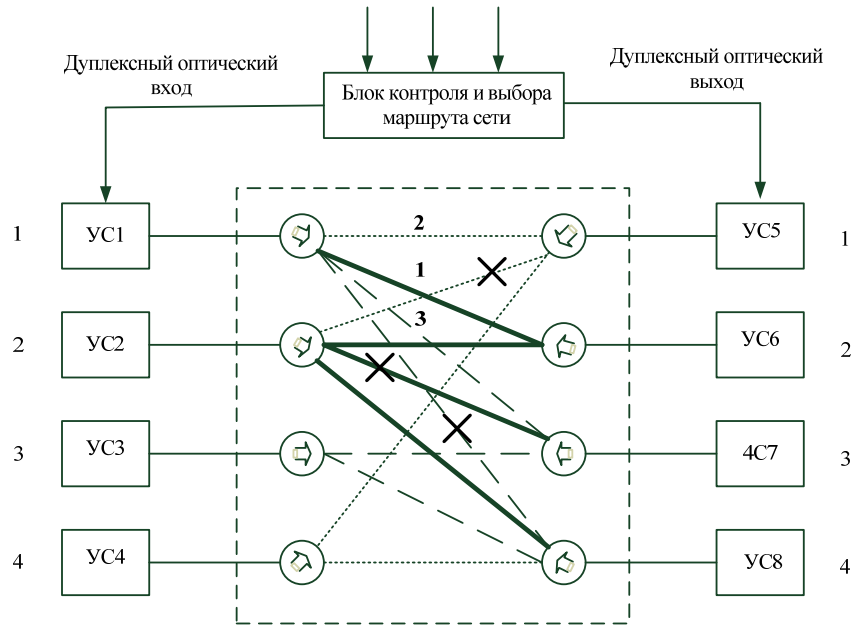 Дуплексный оптический
вход
Блок контроля и выбора
маршрута сети
Дуплексный оптический
выход
1
УС1
2
УС5
1
1
2
УС2
3
УС6
2
3
УС3
4С7
3
4
УС4
УС8
4